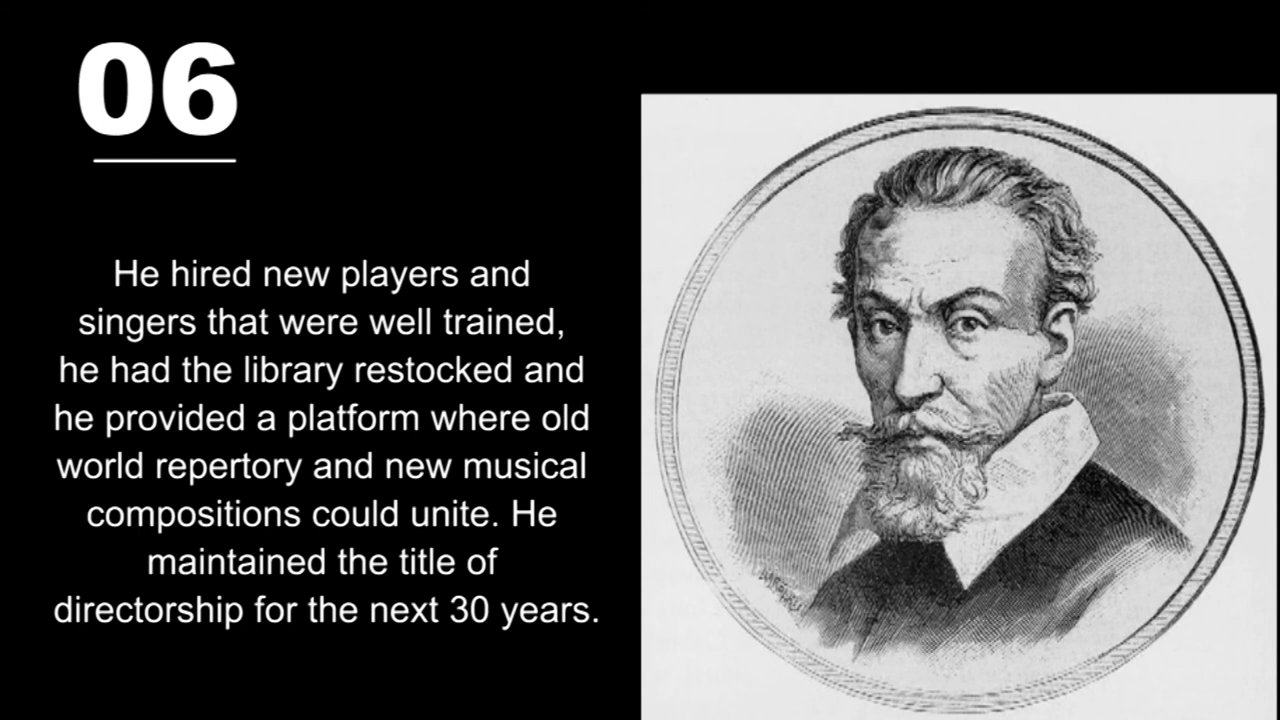 06
He hired new players and
singers that were well trained,
he had the library restocked and
he provided a platform where old
world repertory and new musical
compositions could unite. He
maintained the title of
directorship for the next 30 years.